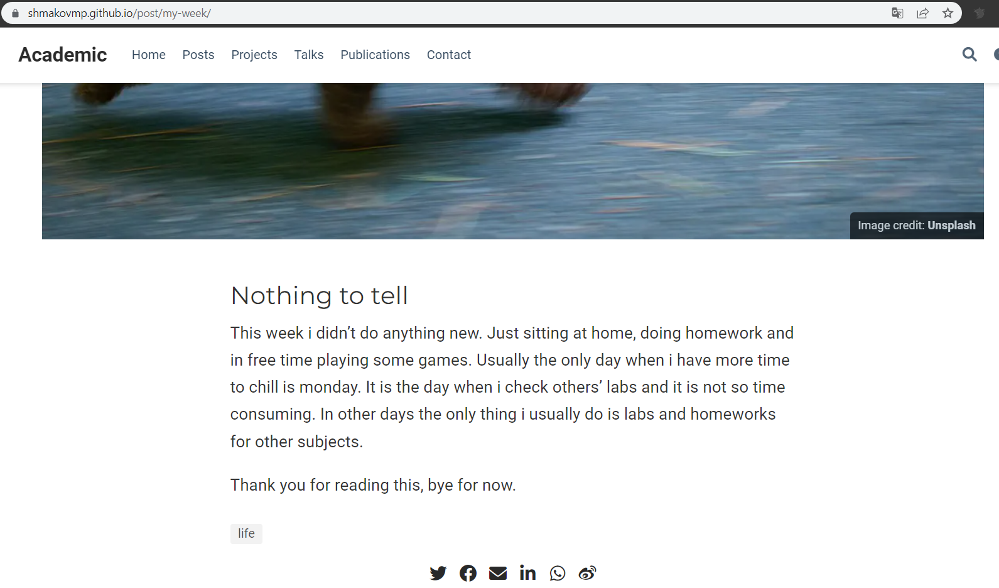 shmakovmp.github.io/post/my-week/
Academic Home Posts Projects Talks Publications Contact
Image credit: Unsplash
Nothing to tell
This week i didn’t do anything new. Just sitting at home, doing homework and
in free time playing some games. Usually the only day when i have more time
to chill is monday. It is the day when i check others’ labs and it is not so time
consuming. In other days the only thing i usually do is labs and homeworks
for other subjects.
Thank you for reading this, bye for now.
life